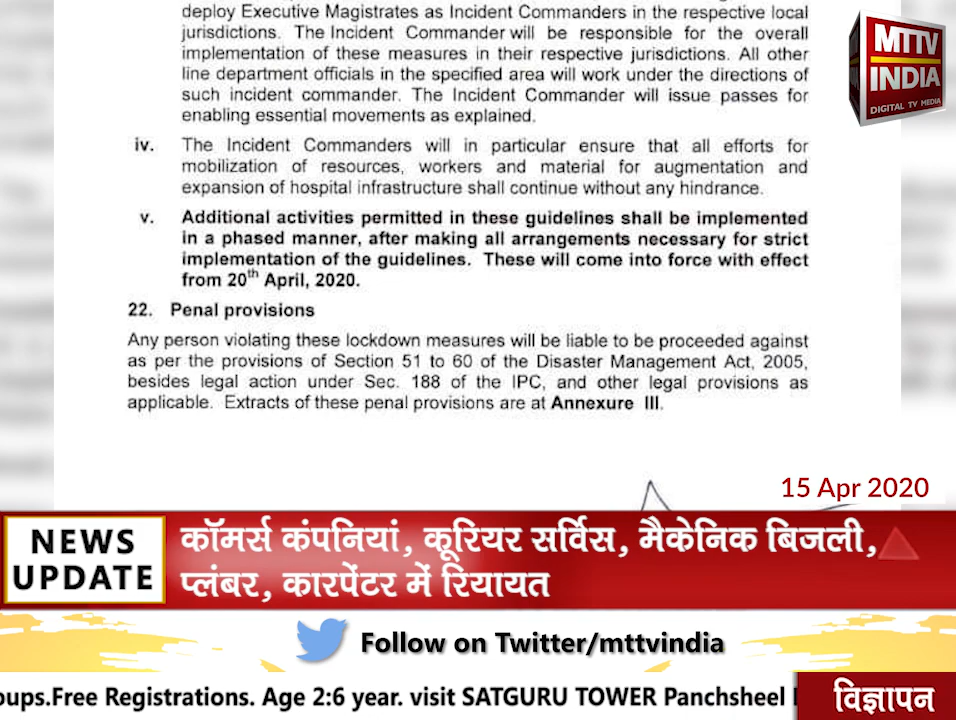 deploy Executive Magistrates as Incident Commanders in the respective local
jurisdictions. The Incident Commander will be responsible for the overall
implementation of these measures in their respective jurisdictions. All other
line department officials in the specified area will work under the directions of
such incident commander. The Incident Commander will issue passes for
enabling essential movements as explained.
iv. The Incident Commanders will in particular ensure that all efforts for
mobilization of resources, workers and material for augmentation and
expansion of hospital infrastructure shall continue without any hindrance.
v. Additional activities permitted in these guidelines shall be implemented
in a phased manner, after making all arrangements necessary for strict
implementation of the guidelines. These will come into force with effect
from 20th April, 2020.
22. Penal provisions
Any person violating these lockdown measures will be liable to be proceeded against
as per the provisions of Section 51 to 60 of the Disaster Management Act, 2005,
besides legal action under Sec. 188 of the IPC, and other legal provisions as
applicable. Extracts of these penal provisions are at Annexure III.
MTTV
INDIA
DIGITAL TV MEDIA
15 Apr 2020
NEWS
UPDATE
कॉमर्स कंपनियां, कूरियर सर्विस, मैकेनिक बिजली,
प्लंबर, कारपेंटर में रियायत
Follow on Twitter/mttvindia
oups.Free Registrations. Age 2:6 year. visit SATGURU TOWER Panchsheel
विज्ञापन